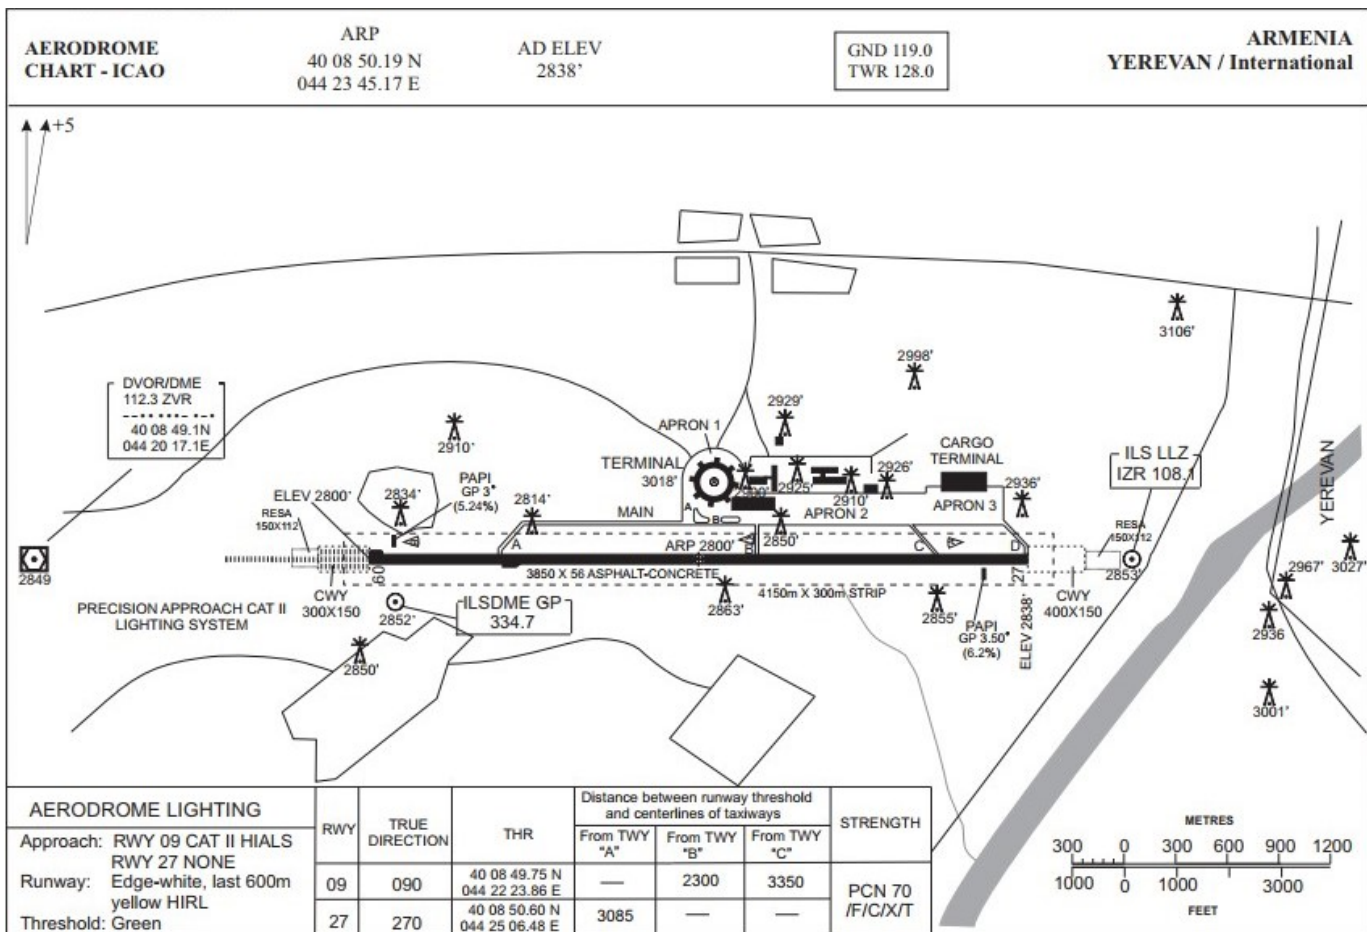 AERODROME
CHART - ICAO
ARP
40 08 50.19 N
044 23 45.17 E
AD ELEV
2838’
GND 119.0
TWR 128.0
ARMENIA
YEREVAN / International
+5
3106’
2998’
DVOR/DME
112.3 ZVR
40 08 49.1N
044 20 17.1E
2929’
2910’
APRON 1
TERMINAL
3018’
CARGO
TERMINAL
ILS LLZ
IZR 108.1
YEREVAN
2900’
2925’
2910’
2926’
2936’
PAPI
GP 3°
(5.24%)
ELEV 2800’
2834’
2814’
RESA
150X112
MAIN
A
B
APRON 2
APRON 3
2850’
RESA
150X112
A
ARP 2800’
B
C
D
2849
09
27
2853’
3027’
2967’
3850 X 56 ASPHALT-CONCRETE
4150m X 300m STRIP
CWY
300X150
CWY
400X150
PRECISION APPROACH CAT II
LIGHTING SYSTEM
2852’
ILSDME GP
334.7
2863’
2855’
PAPI
GP 3.50°
(6.2%)
ELEV 2838’
2936
2850’
3001’
AERODROME LIGHTING
Approach: RWY 09 CAT II HIALS
RWY 27 NONE
Runway: Edge-white, last 600m
yellow HIRL
Threshold: Green
RWY
TRUE
DIRECTION
THR
Distance between runway threshold
and centerlines of taxiways
From TWY
"A"
From TWY
"B"
From TWY
"C"
STRENGTH
09 090 40 08 49.75 N
044 22 23.86 E
— 2300 3350
27 270 40 08 50.60 N
044 25 06.48 E
3085 — —
PCN 70
/F/C/X/T
METRES
300 0 300 600 900 1200
1000 0 1000 3000
FEET